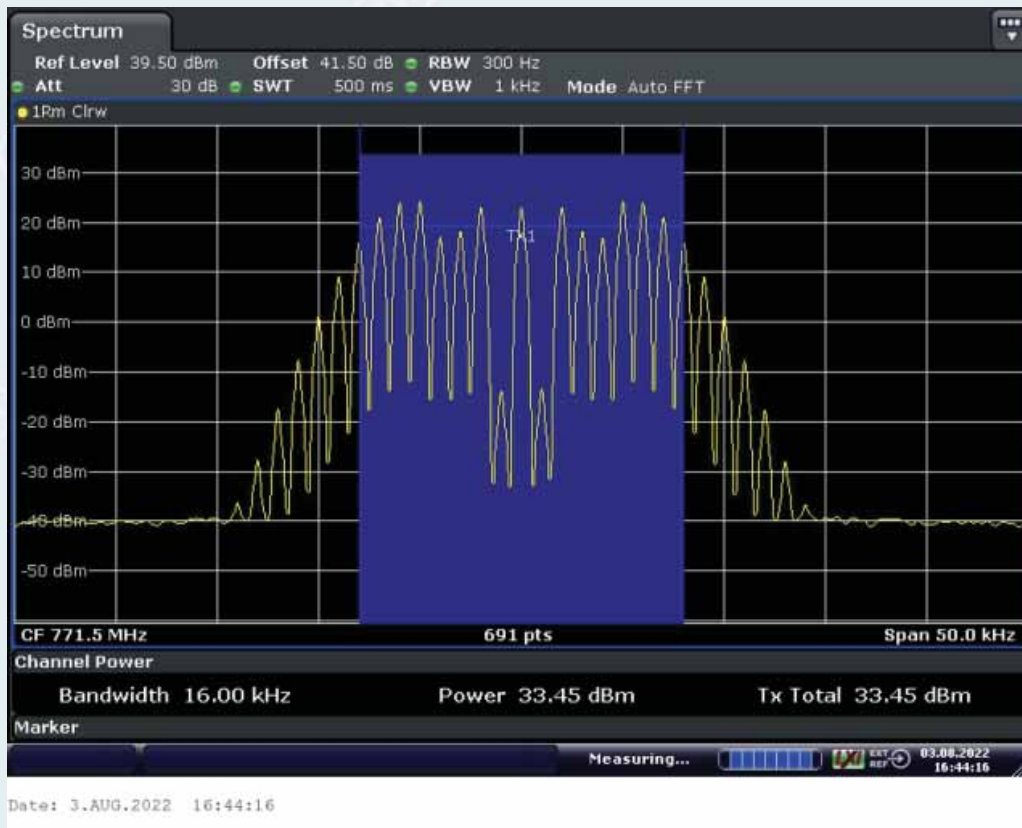 Spectrum
Ref Level 39.50 dBm Offset 41.50 dB RBW 300 Hz
Att 30 dB SWT 500 ms VBW 1 kHz Mode Auto FFT
1Rm Clrw
30 dBm
20 dBm
TX1
10 dBm
0 dBm
-10 dBm
-20 dBm
-30 dBm
-40 dBm
-50 dBm
CF 771.5 MHz 691 pts Span 50.0 kHz
Channel Power
Bandwidth 16.00 kHz Power 33.45 dBm Tx Total 33.45 dBm
Marker
Measuring... LXI EXT REF 03.08.2022
16:44:16
Date: 3.AUG.2022 16:44:16